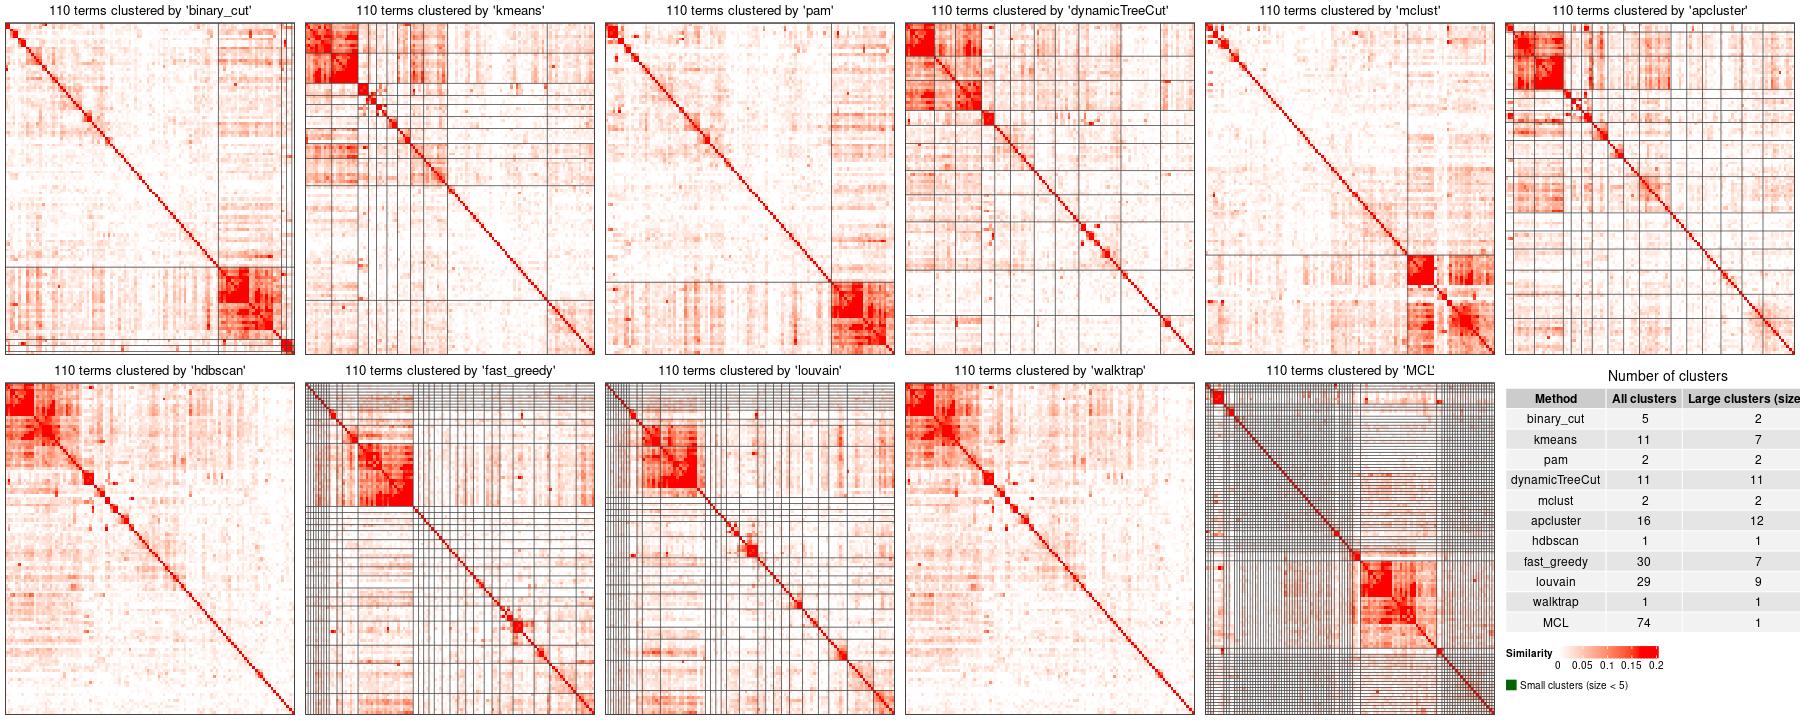 110 terms clustered by 'binary_cut'
110 terms clustered by 'kmeans'
110 terms clustered by 'pam'
110 terms clustered by 'dynamicTreeCut'
110 terms clustered by 'mclust'
110 terms clustered by 'apcluster'
110 terms clustered by 'hdbscan'
110 terms clustered by 'fast_greedy'
110 terms clustered by 'louvain'
110 terms clustered by 'walktrap'
110 terms clustered by 'MCL'
Number of clusters
Method All clusters Large clusters (size
binary_cut 5 2
kmeans 11 7
pam 2 2
dynamicTreeCut 11 11
mclust 2 2
apcluster 16 12
hdbscan 1 1
fast_greedy 30 7
louvain 29 9
walktrap 1 1
MCL 74 1
Similarity
0 0.05 0.1 0.15 0.2
Small clusters (size < 5)